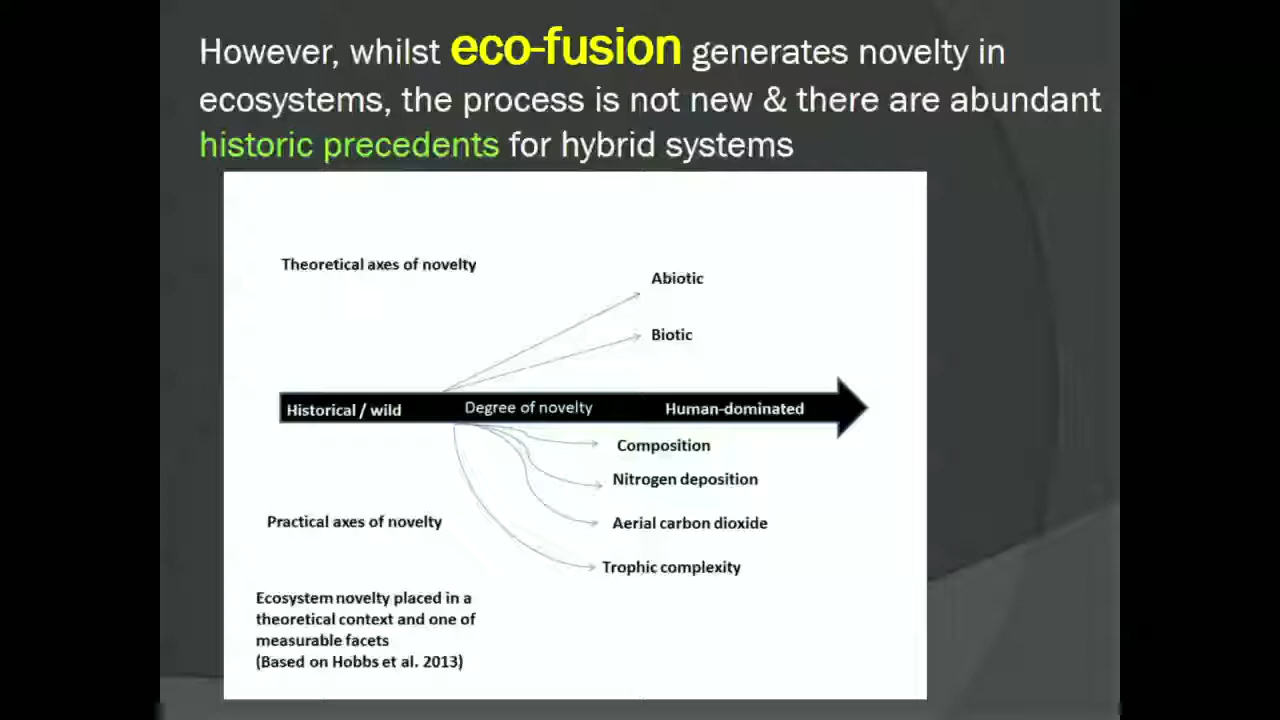 However, whilst eco-fusion generates novelty in
ecosystems, the process is not new & there are abundant
historic precedents for hybrid systems
Theoretical axes of novelty
Abiotic
Biotic
Historical / wild
Degree of novelty
Human-dominated
Composition
Nitrogen deposition
Practical axes of novelty
Aerial carbon dioxide
Trophic complexity
Ecosystem novelty placed in a
theoretical context and one of
measurable facets
(Based on Hobbs et al. 2013)